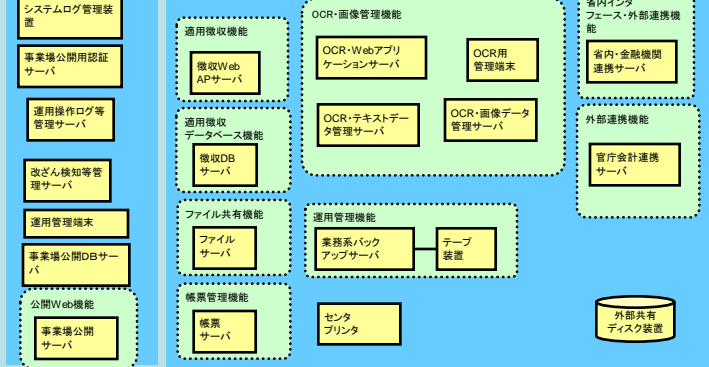 システムログ管理装
置
事業場公開用認証
サーバ
運用操作ログ等
管理サーバ
改ざん検知等管
理サーバ
運用管理端末
事業場公開DBサー
バ
公開Web機能
事業場公開
サーバ
適用徴収機能
徴収Web
APサーバ
適用徴収
データベース機能
徴収DB
サーバ
ファイル共有機能
ファイル
サーバ
帳票管理機能
帳票
サーバ
OCR・画像管理機能
OCR・Webアプリ
ケーションサーバ
OCR用
管理端末
OCR・テキストデー
タ管理サーバ
OCR・画像データ
管理サーバ
運用管理機能
業務系バック
アップサーバ
テープ
装置
センタ
プリンタ
省内インタ
フェース・外部連携機
能
省内・金融機関
連携サーバ
外部連携機能
官庁会計連携
サーバ
外部共有
ディスク装置